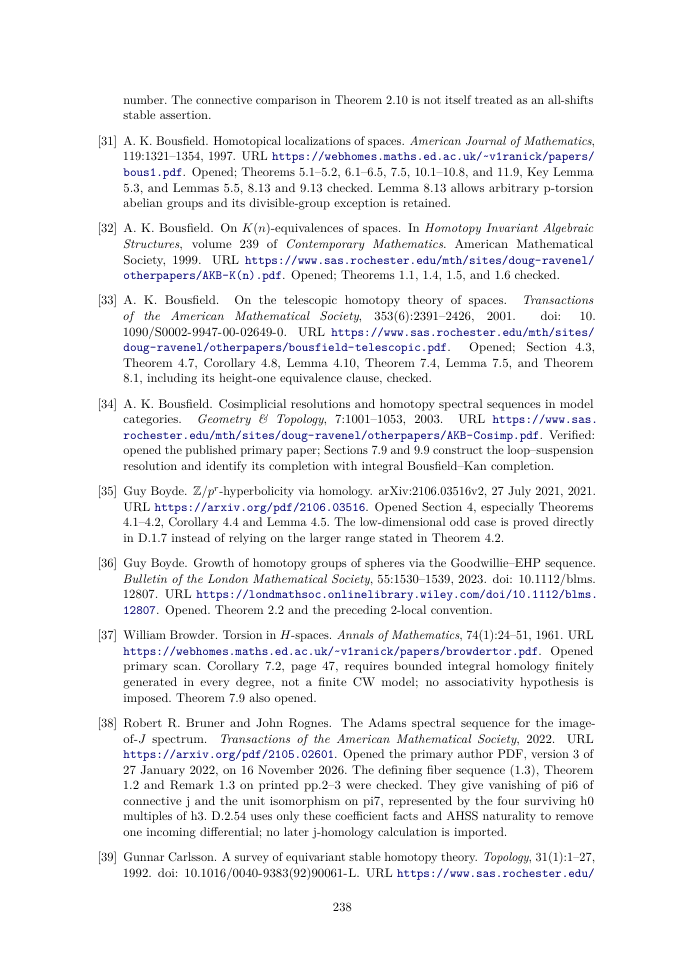 number. The connective comparison in Theorem 2.10 is not itself treated as an all-shifts
stable assertion.
[31] A. K. Bousfield. Homotopical localizations of spaces. American Journal of Mathematics,
119:1321–1354, 1997. URL https://webhomes.maths.ed.ac.uk/~v1ranick/papers/
bous1.pdf. Opened; Theorems 5.1–5.2, 6.1–6.5, 7.5, 10.1–10.8, and 11.9, Key Lemma
5.3, and Lemmas 5.5, 8.13 and 9.13 checked. Lemma 8.13 allows arbitrary p-torsion
abelian groups and its divisible-group exception is retained.
[32] A. K. Bousfield. On K(n)-equivalences of spaces. In Homotopy Invariant Algebraic
Structures, volume 239 of Contemporary Mathematics. American Mathematical
Society, 1999. URL https://www.sas.rochester.edu/mth/sites/doug-ravenel/
otherpapers/AKB-K(n).pdf. Opened; Theorems 1.1, 1.4, 1.5, and 1.6 checked.
[33] A. K. Bousfield. On the telescopic homotopy theory of spaces. Transactions
of the American Mathematical Society, 353(6):2391–2426, 2001. doi: 10.
1090/S0002-9947-00-02649-0. URL https://www.sas.rochester.edu/mth/sites/
doug-ravenel/otherpapers/bousfield-telescopic.pdf. Opened; Section 4.3,
Theorem 4.7, Corollary 4.8, Lemma 4.10, Theorem 7.4, Lemma 7.5, and Theorem
8.1, including its height-one equivalence clause, checked.
[34] A. K. Bousfield. Cosimplicial resolutions and homotopy spectral sequences in model
categories. Geometry & Topology, 7:1001–1053, 2003. URL https://www.sas.
rochester.edu/mth/sites/doug-ravenel/otherpapers/AKB-Cosimp.pdf. Verified:
opened the published primary paper; Sections 7.9 and 9.9 construct the loop–suspension
resolution and identify its completion with integral Bousfield–Kan completion.
[35] Guy Boyde. ℤ/pʳ-hyperbolicity via homology. arXiv:2106.03516v2, 27 July 2021, 2021.
URL https://arxiv.org/pdf/2106.03516. Opened Section 4, especially Theorems
4.1–4.2, Corollary 4.4 and Lemma 4.5. The low-dimensional odd case is proved directly
in D.1.7 instead of relying on the larger range stated in Theorem 4.2.
[36] Guy Boyde. Growth of homotopy groups of spheres via the Goodwillie–EHP sequence.
Bulletin of the London Mathematical Society, 55:1530–1539, 2023. doi: 10.1112/blms.
12807. URL https://londmathsoc.onlinelibrary.wiley.com/doi/10.1112/blms.
12807. Opened. Theorem 2.2 and the preceding 2-local convention.
[37] William Browder. Torsion in H-spaces. Annals of Mathematics, 74(1):24–51, 1961. URL
https://webhomes.maths.ed.ac.uk/~v1ranick/papers/browdertor.pdf. Opened
primary scan. Corollary 7.2, page 47, requires bounded integral homology finitely
generated in every degree, not a finite CW model; no associativity hypothesis is
imposed. Theorem 7.9 also opened.
[38] Robert R. Bruner and John Rognes. The Adams spectral sequence for the image-
of-J spectrum. Transactions of the American Mathematical Society, 2022. URL
https://arxiv.org/pdf/2105.02601. Opened the primary author PDF, version 3 of
27 January 2022, on 16 November 2026. The defining fiber sequence (1.3), Theorem
1.2 and Remark 1.3 on printed pp.2–3 were checked. They give vanishing of pi6 of
connective j and the unit isomorphism on pi7, represented by the four surviving h0
multiples of h3. D.2.54 uses only these coefficient facts and AHSS naturality to remove
one incoming differential; no later j-homology calculation is imported.
[39] Gunnar Carlsson. A survey of equivariant stable homotopy theory. Topology, 31(1):1–27,
1992. doi: 10.1016/0040-9383(92)90061-L. URL https://www.sas.rochester.edu/
238